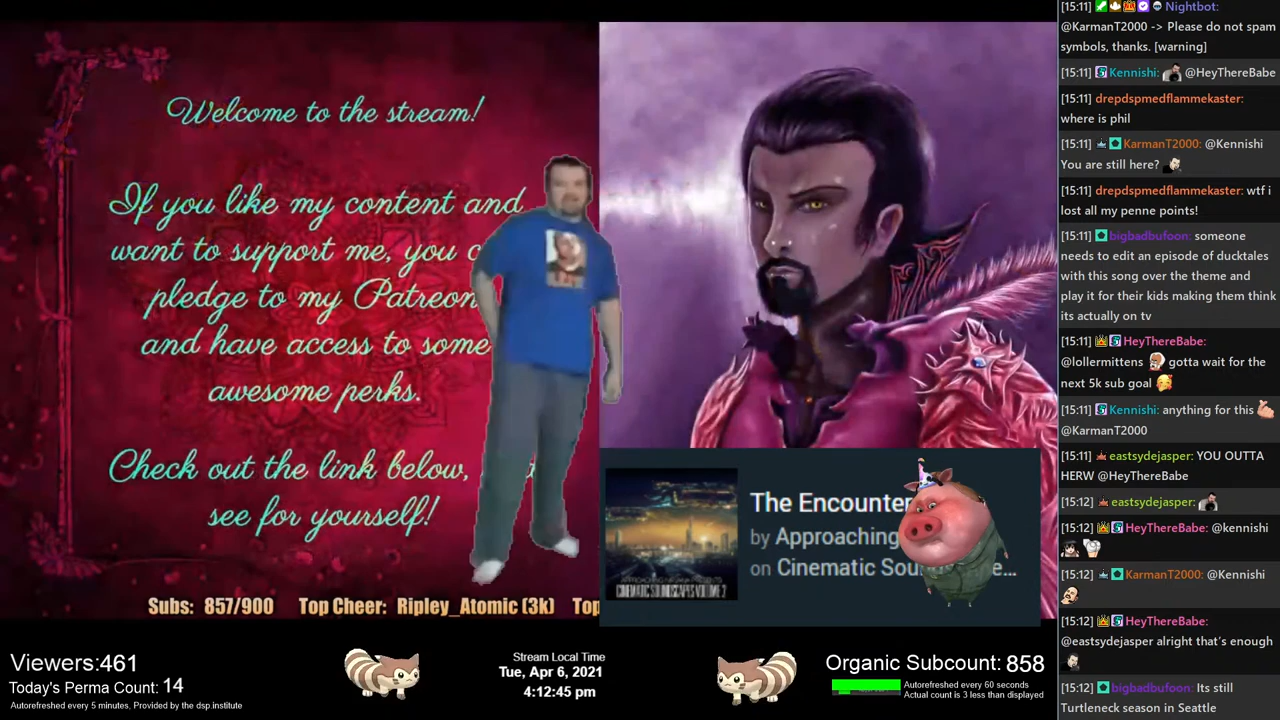 Welcome to the stream!
If you like my content and
want to support me, you
pledge to my Patreon
and have access to some
awesome perks.
Check out the link below,
see for yourself!
Subs: 857/900 Top Cheer: Ripley_Atomic (3k) Top
The Encounter
by Approaching
on Cinematic
APPROACHING NIRVANA PRESENTS
CINEMATIC SOUNDSCAPES VOLUME 2
Viewers:461
Today's Perma Count: 14
Autorefreshed every 5 minutes, Provided by the dsp.institute
Stream Local Time
Tue, Apr 6, 2021
4:12:45 pm
Organic Subcount: 858
Autorefreshed every 60 seconds
Actual count is 3 less than displayed
[15:11] Nightbot:
@KarmanT2000 -> Please do not spam
symbols, thanks. [warning]
[15:11] Kennishi: @HeyThereBabe
[15:11] drepdspmedflammekaster:
where is phil
[15:11] KarmanT2000: @Kennishi
You are still here?
[15:11] drepdspmedflammekaster: wtf i
lost all my penne points!
[15:11] bigbadbufoon: someone
needs to edit an episode of ducktales
with this song over the theme and
play it for their kids making them think
its actually on tv
[15:11] HeyThereBabe:
@lollermittens gotta wait for the
next 5k sub goal
[15:11] Kennishi: anything for this
@KarmanT2000
[15:11] eastsydejasper: YOU OUTTA
HERW @HeyThereBabe
[15:12] eastsydejasper:
[15:12] HeyThereBabe: @kennishi
[15:12] KarmanT2000: @Kennishi
[15:12] HeyThereBabe:
@eastsydejasper alright that's enough
[15:12] bigbadbufoon: Its still
Turtleneck season in Seattle